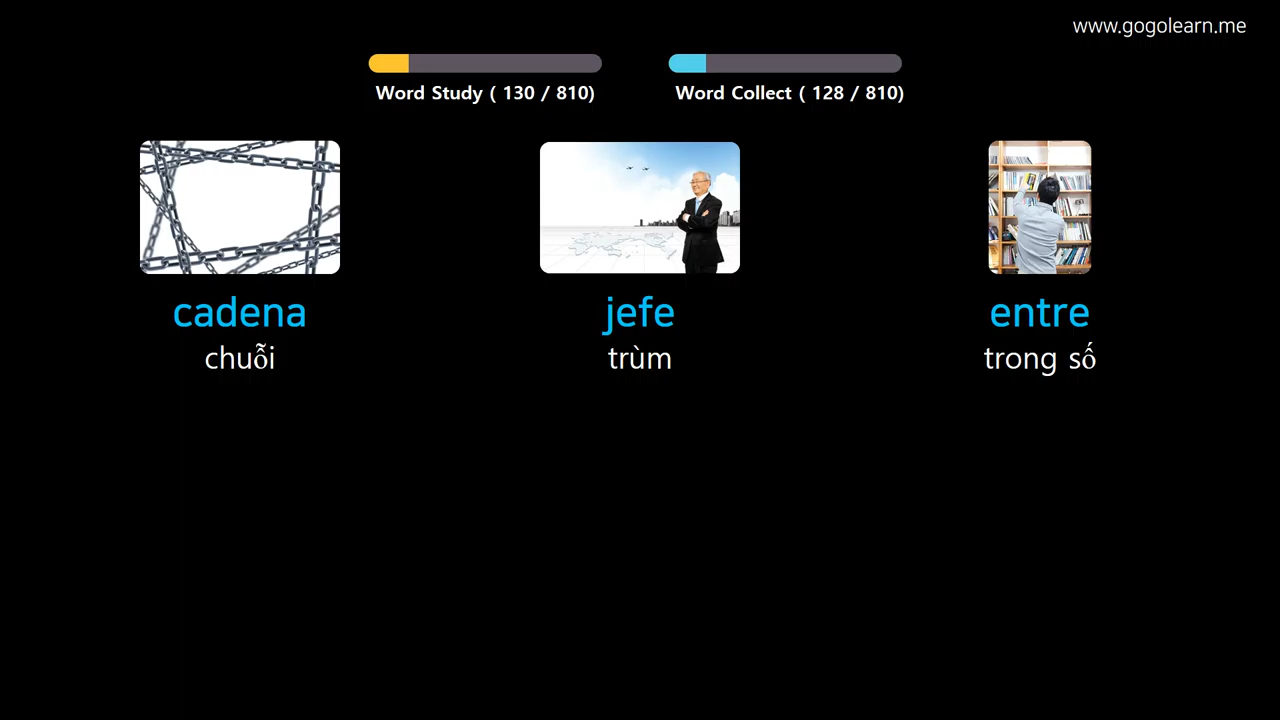 www.gogolearn.me
Word Study ( 130 / 810)
Word Collect ( 128 / 810)
cadena
jefe
entre
chuỗi
trùm
trong số